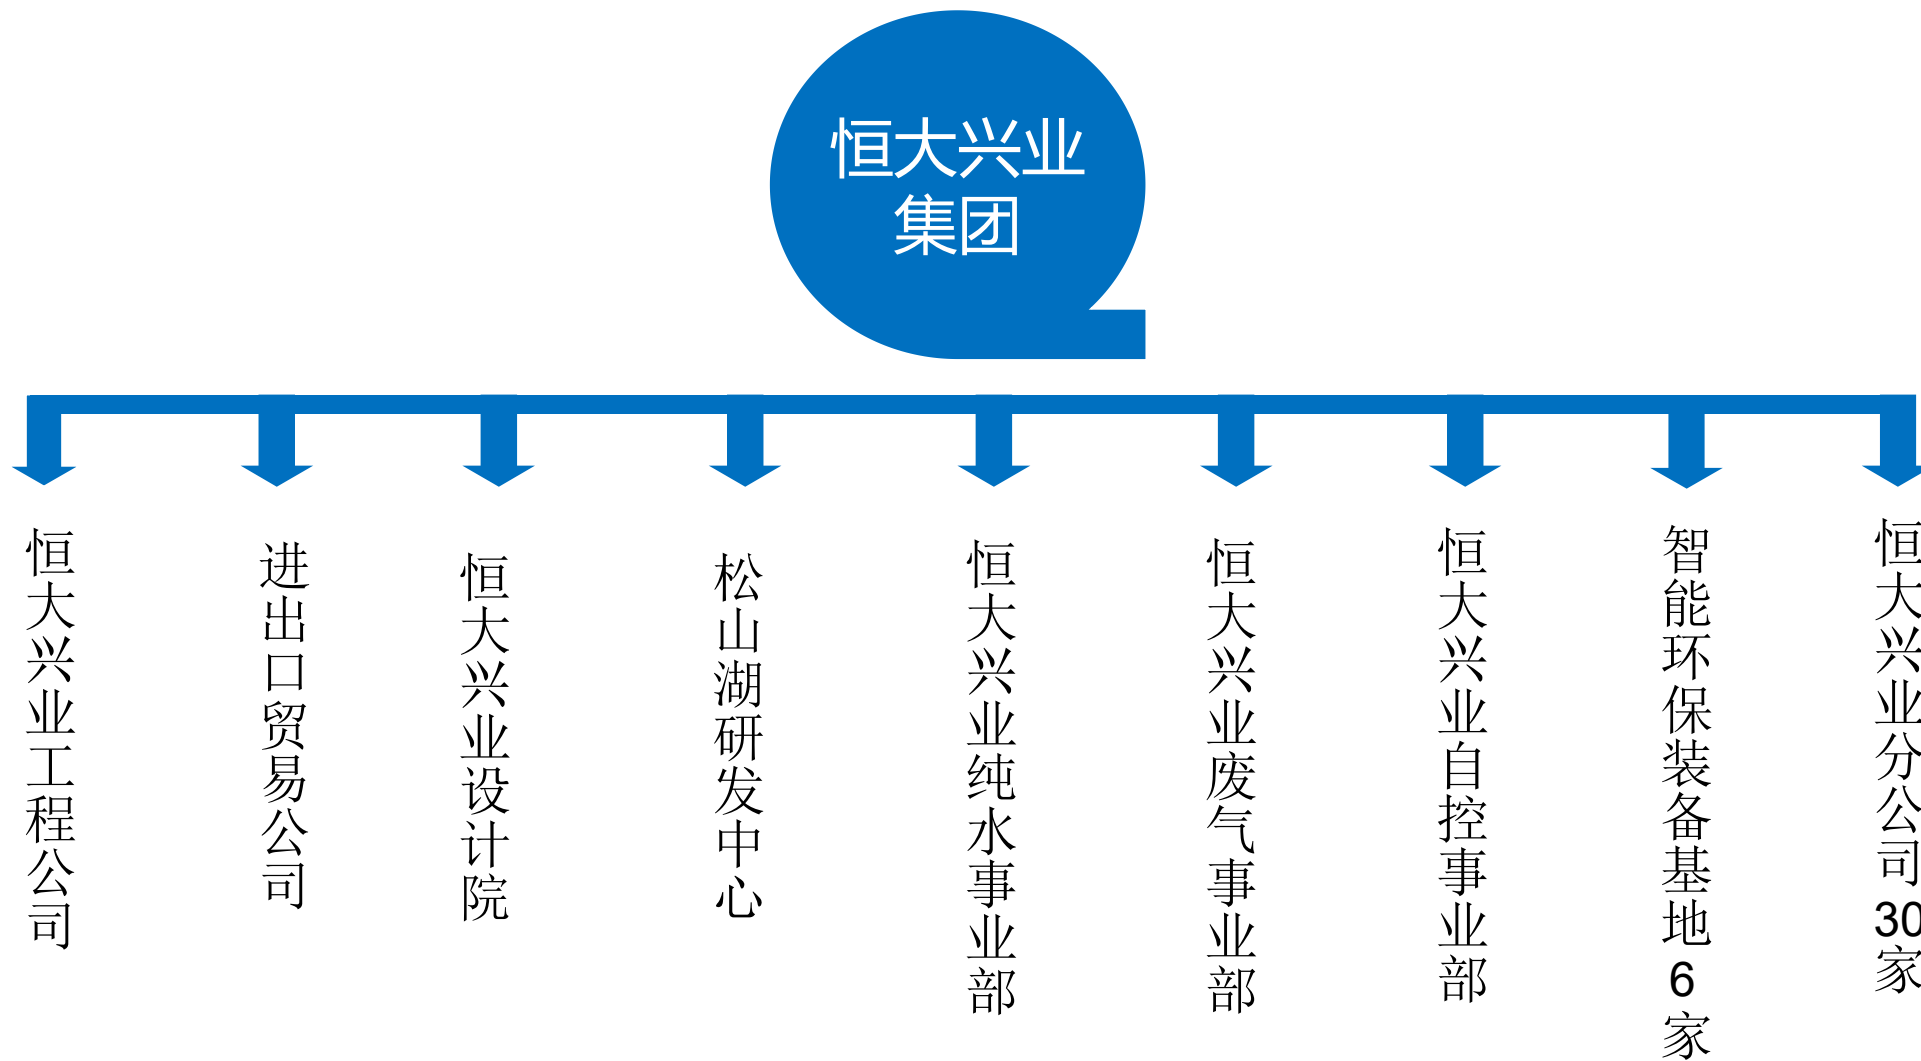 恒大兴业
集团
恒大兴业工程公司
进出口贸易公司
恒大兴业设计院
松山湖研发中心
恒大兴业纯水事业部
恒大兴业废气事业部
恒大兴业自控事业部
智能环保装备基地6家
恒大兴业分公司30家